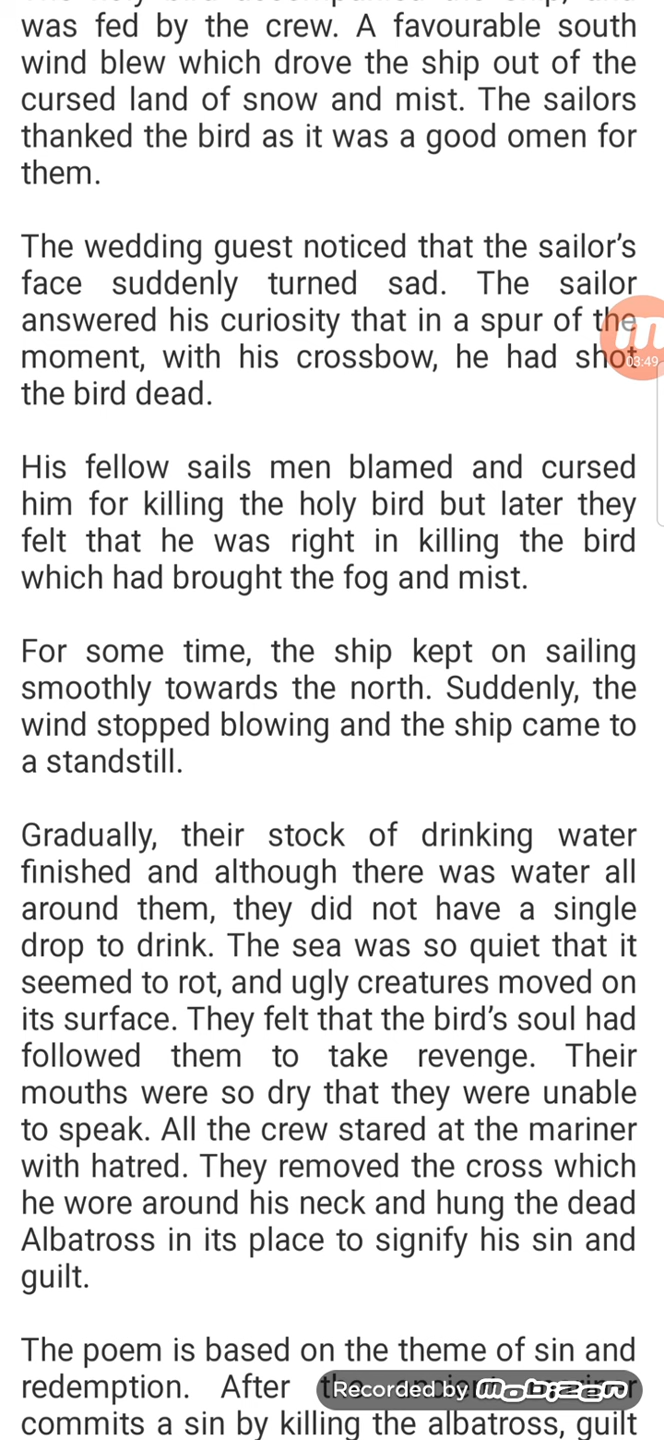 was fed by the crew. A favourable south
wind blew which drove the ship out of the
cursed land of snow and mist. The sailors
thanked the bird as it was a good omen for
them.
The wedding guest noticed that the sailor’s
face suddenly turned sad. The sailor
answered his curiosity that in a spur of the
moment, with his crossbow, he had shot
03:49
the bird dead.
His fellow sails men blamed and cursed
him for killing the holy bird but later they
felt that he was right in killing the bird
which had brought the fog and mist.
For some time, the ship kept on sailing
smoothly towards the north. Suddenly, the
wind stopped blowing and the ship came to
a standstill.
Gradually, their stock of drinking water
finished and although there was water all
around them, they did not have a single
drop to drink. The sea was so quiet that it
seemed to rot, and ugly creatures moved on
its surface. They felt that the bird’s soul had
followed them to take revenge. Their
mouths were so dry that they were unable
to speak. All the crew stared at the mariner
with hatred. They removed the cross which
he wore around his neck and hung the dead
Albatross in its place to signify his sin and
guilt.
The poem is based on the theme of sin and
redemption. After
Recorded by MOBIZEN
commits a sin by killing the albatross, guilt